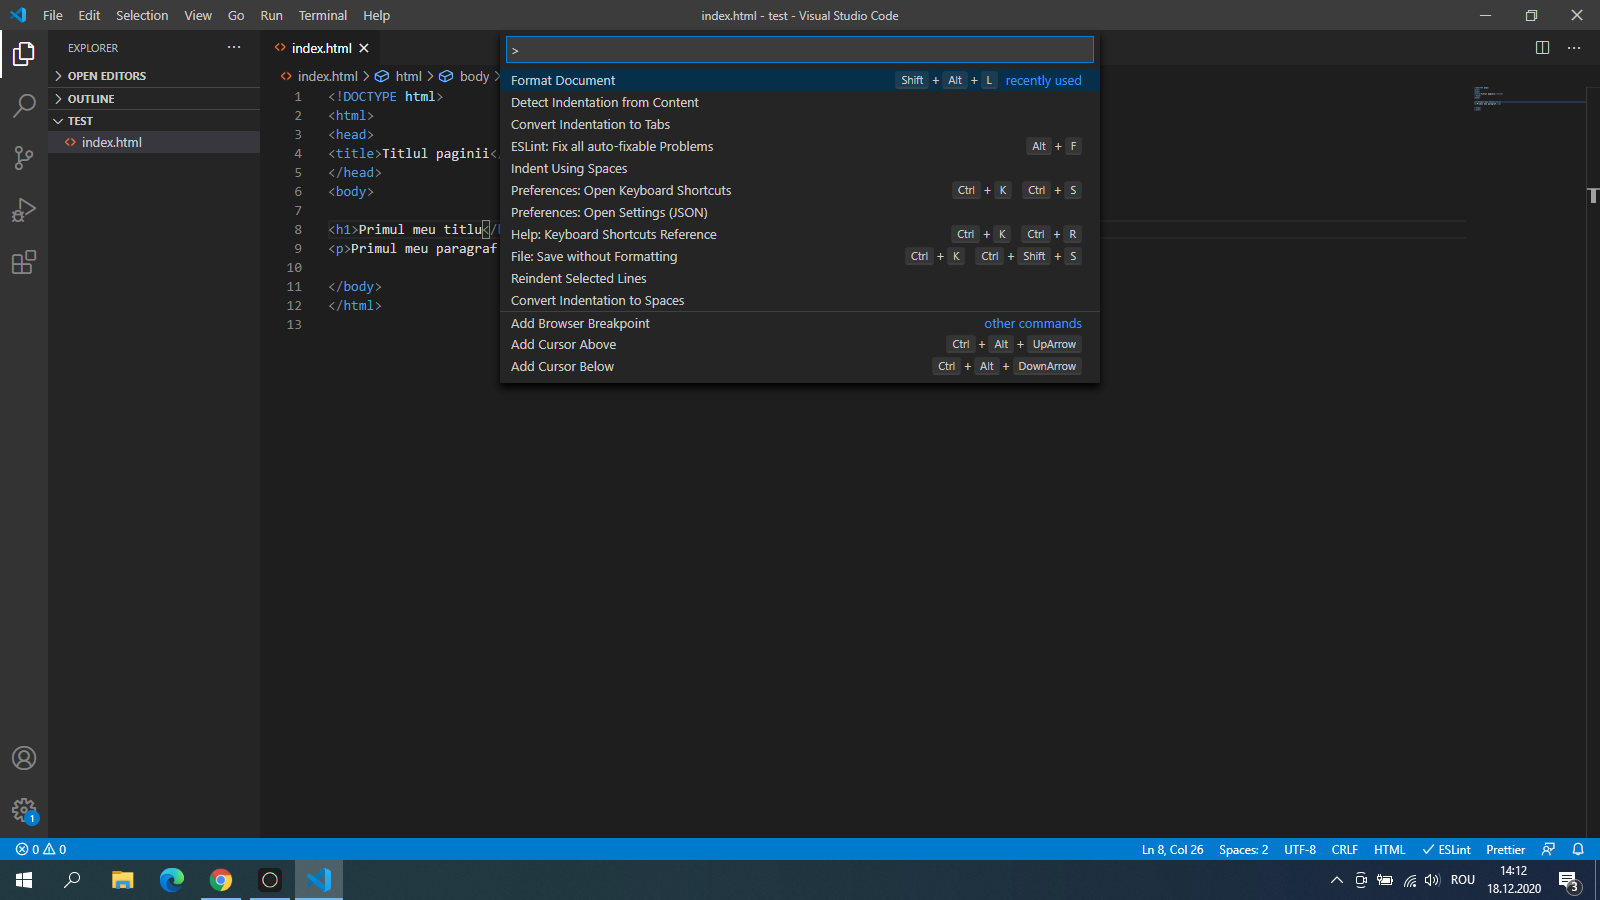 File Edit Selection View Go Run Terminal Help
index.html - test - Visual Studio Code
EXPLORER
OPEN EDITORS
OUTLINE
TEST
index.html
index.html
index.html > html > body >
1 <!DOCTYPE html>
2 <html>
3 <head>
4 <title>Titlul paginii</
5 </head>
6 <body>
7
8 <h1>Primul meu titlu</
9 <p>Primul meu paragraf
10
11 </body>
12 </html>
13
>
Format Document Shift + Alt + L recently used
Detect Indentation from Content
Convert Indentation to Tabs
ESLint: Fix all auto-fixable Problems Alt + F
Indent Using Spaces
Preferences: Open Keyboard Shortcuts Ctrl + K Ctrl + S
Preferences: Open Settings (JSON)
Help: Keyboard Shortcuts Reference Ctrl + K Ctrl + R
File: Save without Formatting Ctrl + K Ctrl + Shift + S
Reindent Selected Lines
Convert Indentation to Spaces
Add Browser Breakpoint other commands
Add Cursor Above Ctrl + Alt + UpArrow
Add Cursor Below Ctrl + Alt + DownArrow
1
0 0
Ln 8, Col 26 Spaces: 2 UTF-8 CRLF HTML ESLint Prettier
ROU
14:12
18.12.2020
3